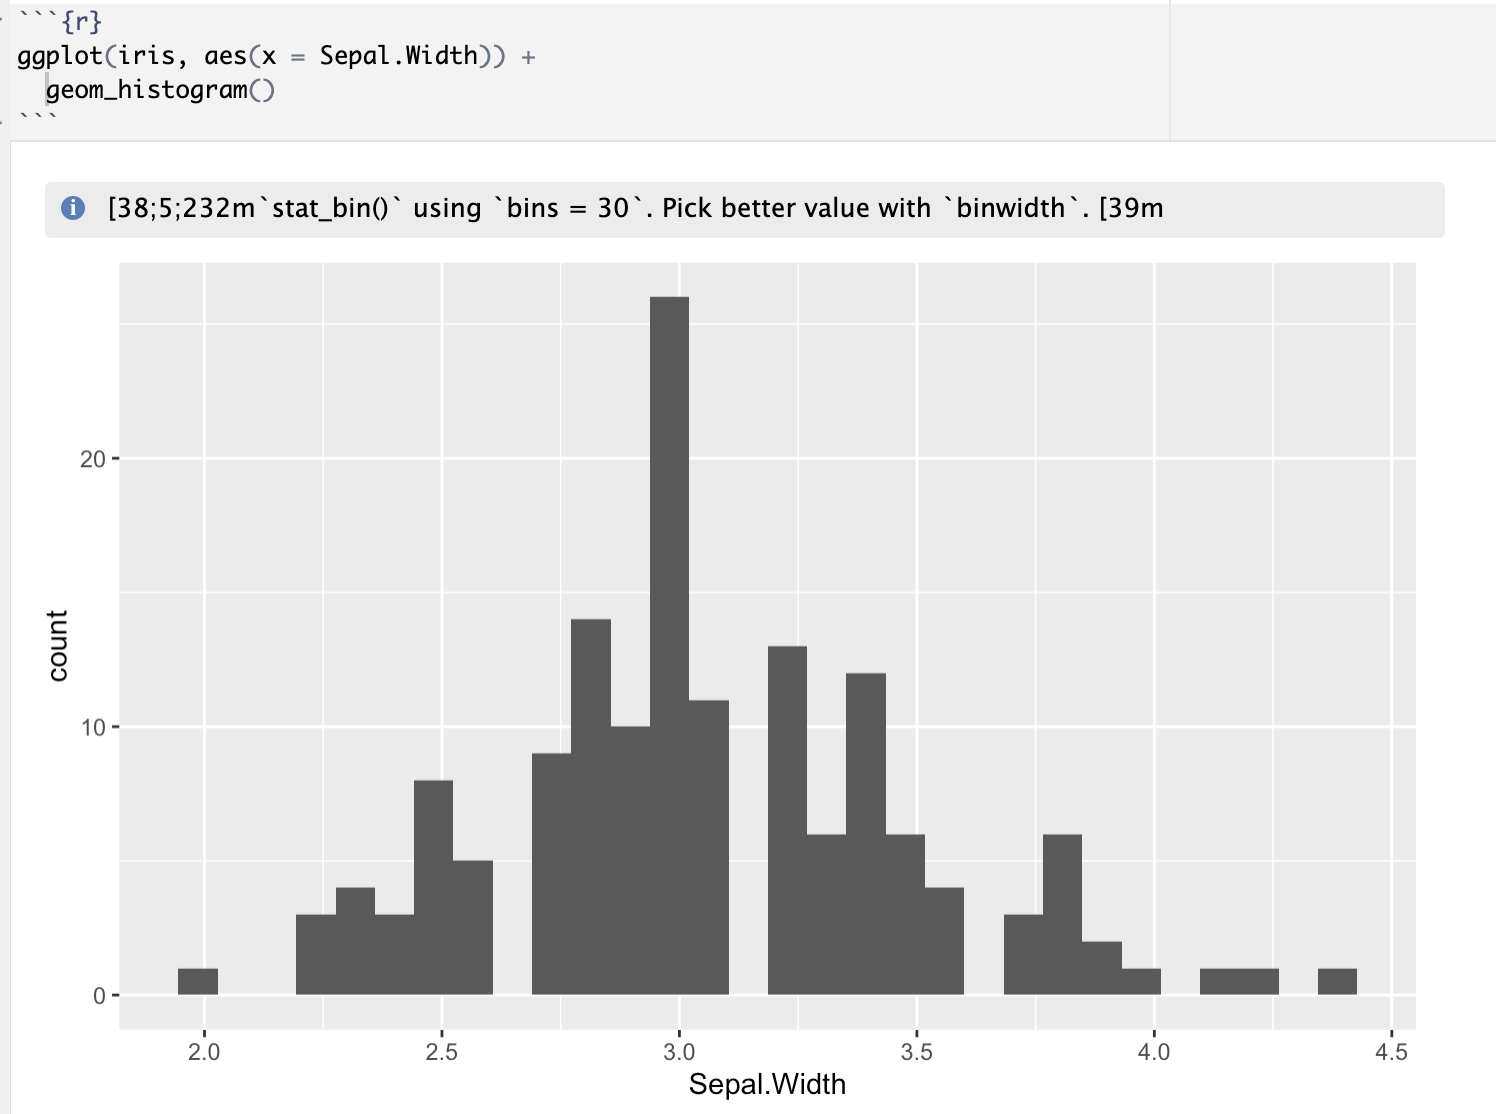 ```{r}
ggplot(iris, aes(x = Sepal.Width)) +
  geom_histogram()
```
[38;5;232m`stat_bin()` using `bins = 30`. Pick better value with `binwidth`. [39m
20
10
0
count
2.0 2.5 3.0 3.5 4.0 4.5
Sepal.Width